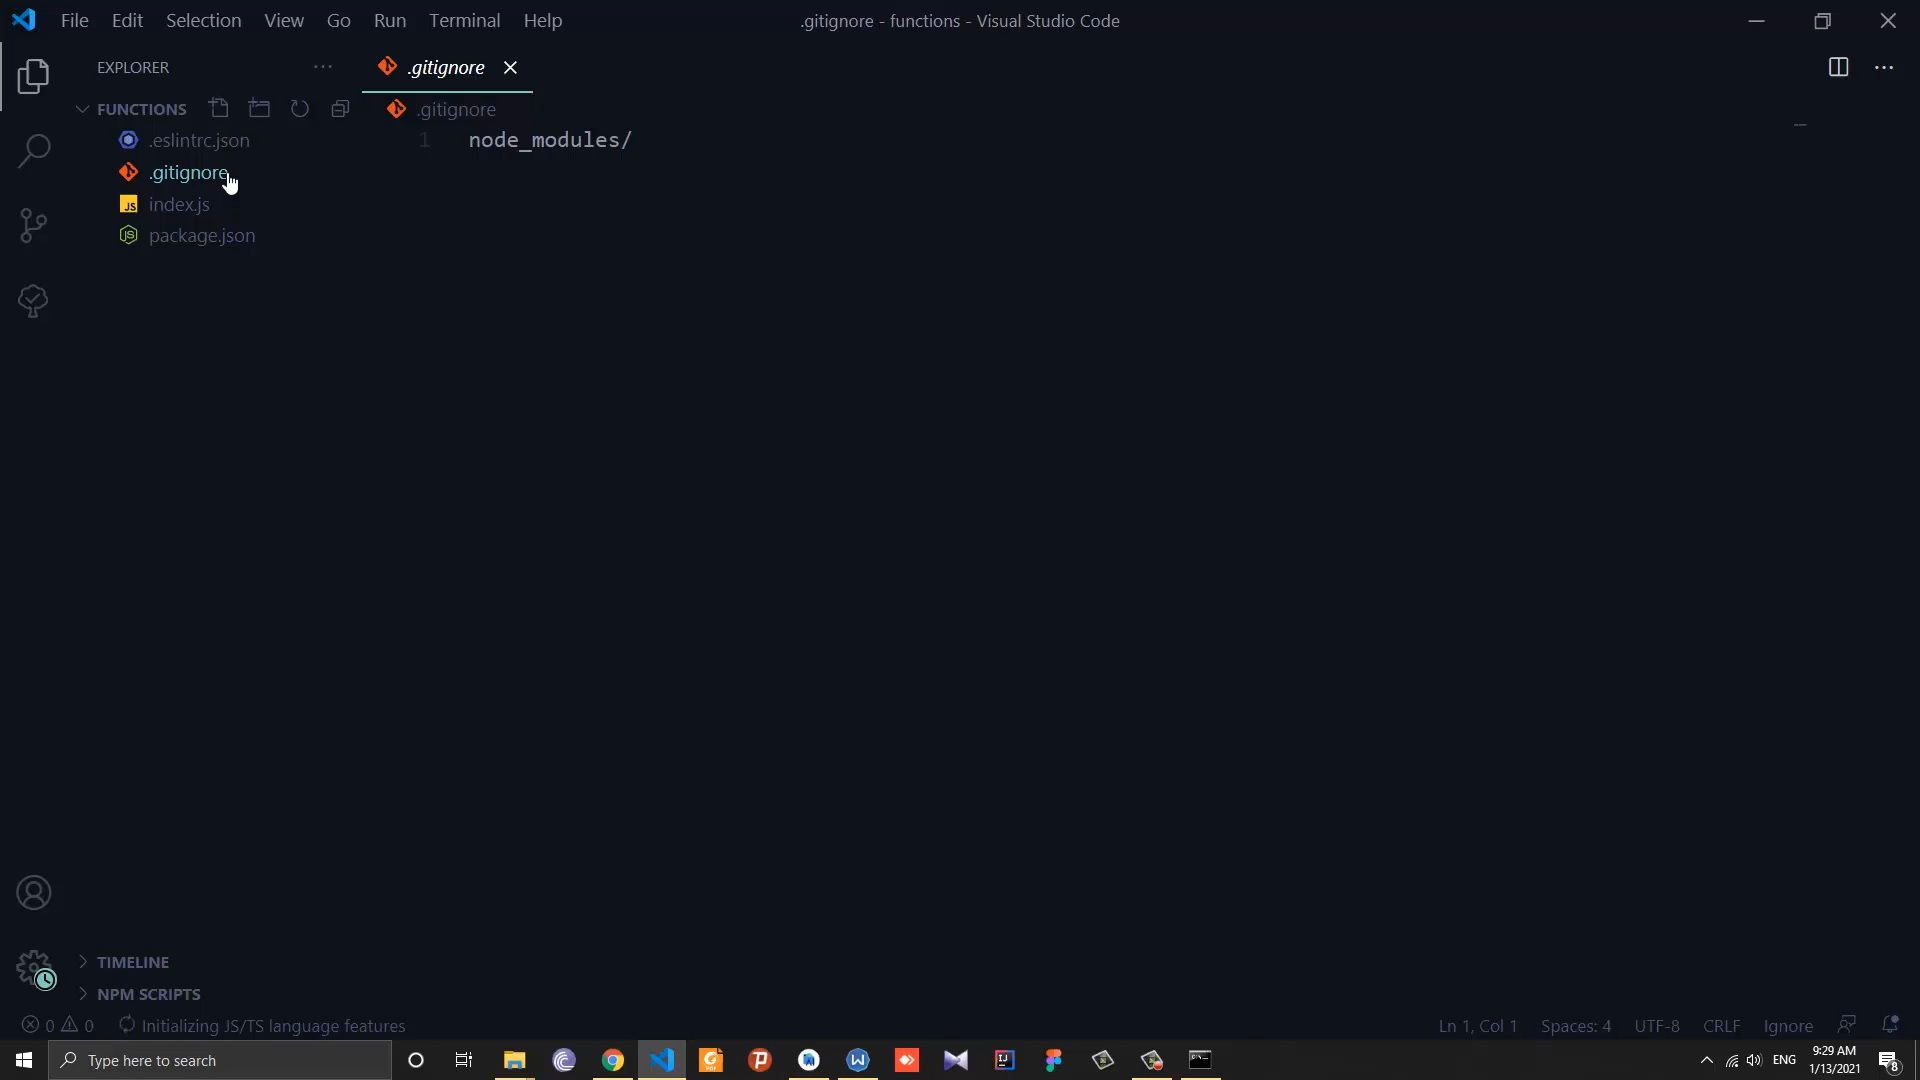 File Edit Selection View Go Run Terminal Help
.gitignore - functions - Visual Studio Code
EXPLORER
.gitignore
FUNCTIONS
.gitignore
.eslintrc.json
.gitignore
index.js
package.json
1 node_modules/
TIMELINE
NPM SCRIPTS
0 0 Initializing JS/TS language features
Ln 1, Col 1 Spaces: 4 UTF-8 CRLF Ignore
Type here to search
ENG
9:29 AM
1/13/2021
8